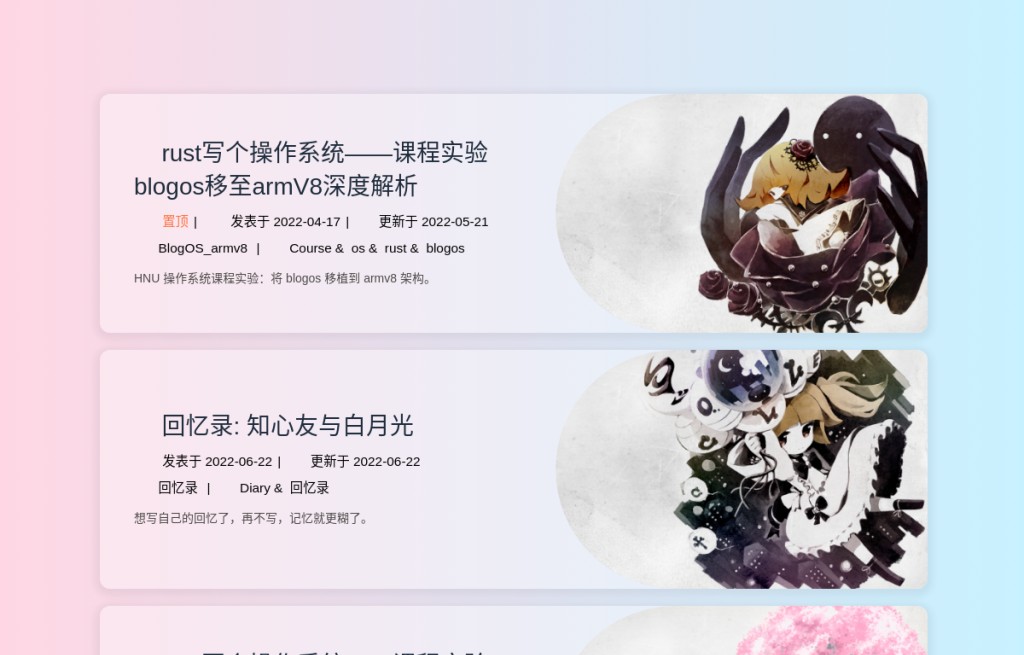 rust写个操作系统——课程实验
blogos移至armV8深度解析
置顶 | 发表于 2022-04-17 | 更新于 2022-05-21
BlogOS_armv8 | Course & os & rust & blogos
HNU 操作系统课程实验：将 blogos 移植到 armv8 架构。
回忆录: 知心友与白月光
发表于 2022-06-22 | 更新于 2022-06-22
回忆录 | Diary & 回忆录
想写自己的回忆了，再不写，记忆就更糊了。